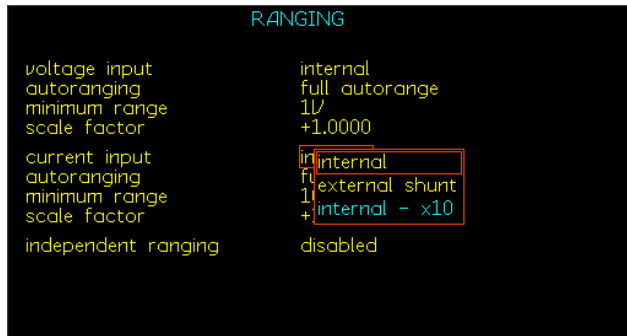 RANGING
voltage input internal
autoranging full autorange
minimum range 1V
scale factor +1.0000
current input
autoranging
minimum range
scale factor
internal
external shunt
internal - x10
independent ranging disabled